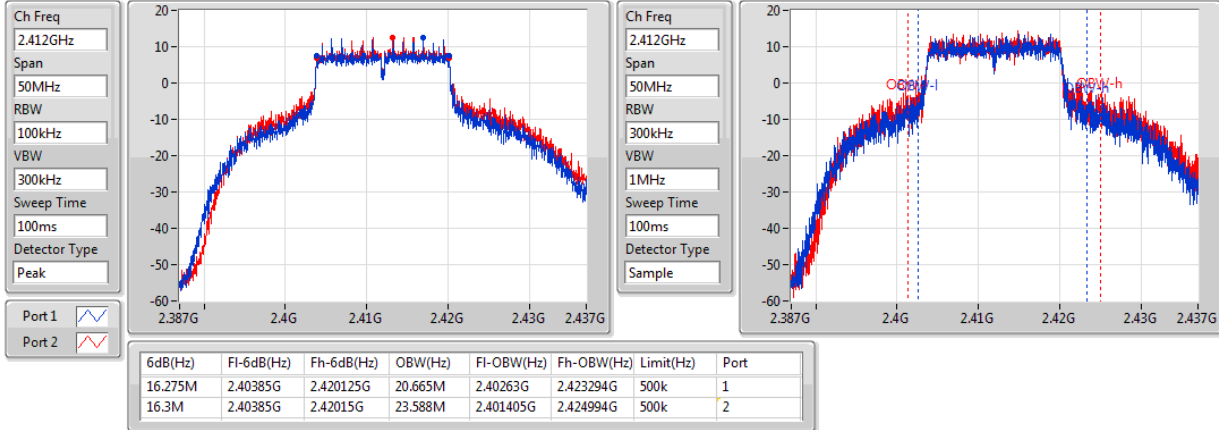 Ch Freq
2.412GHz
Span
50MHz
RBW
100kHz
VBW
300kHz
Sweep Time
100ms
Detector Type
Peak
Port 1
Port 2
20
10
0
-10
-20
-30
-40
-50
-60
2.387G 2.4G 2.41G 2.42G 2.43G 2.437G
Ch Freq
2.412GHz
Span
50MHz
RBW
300kHz
VBW
1MHz
Sweep Time
100ms
Detector Type
Sample
20
10
0
-10
-20
-30
-40
-50
-60
OBW-l
OBW-h
2.387G 2.4G 2.41G 2.42G 2.43G 2.437G
6dB(Hz) Fl-6dB(Hz) Fh-6dB(Hz) OBW(Hz) Fl-OBW(Hz) Fh-OBW(Hz) Limit(Hz) Port
16.275M 2.40385G 2.420125G 20.665M 2.40263G 2.423294G 500k 1
16.3M 2.40385G 2.42015G 23.588M 2.401405G 2.424994G 500k 2